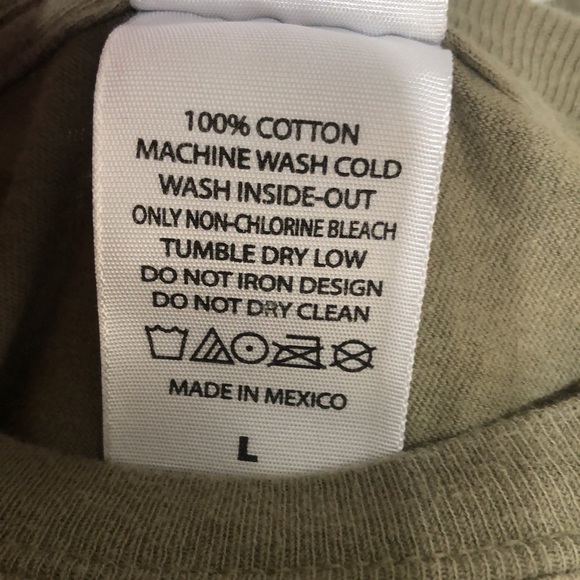 100% COTTON
MACHINE WASH COLD
WASH INSIDE-OUT
ONLY NON-CHLORINE BLEACH
TUMBLE DRY LOW
DO NOT IRON DESIGN
DO NOT DRY CLEAN
MADE IN MEXICO
L